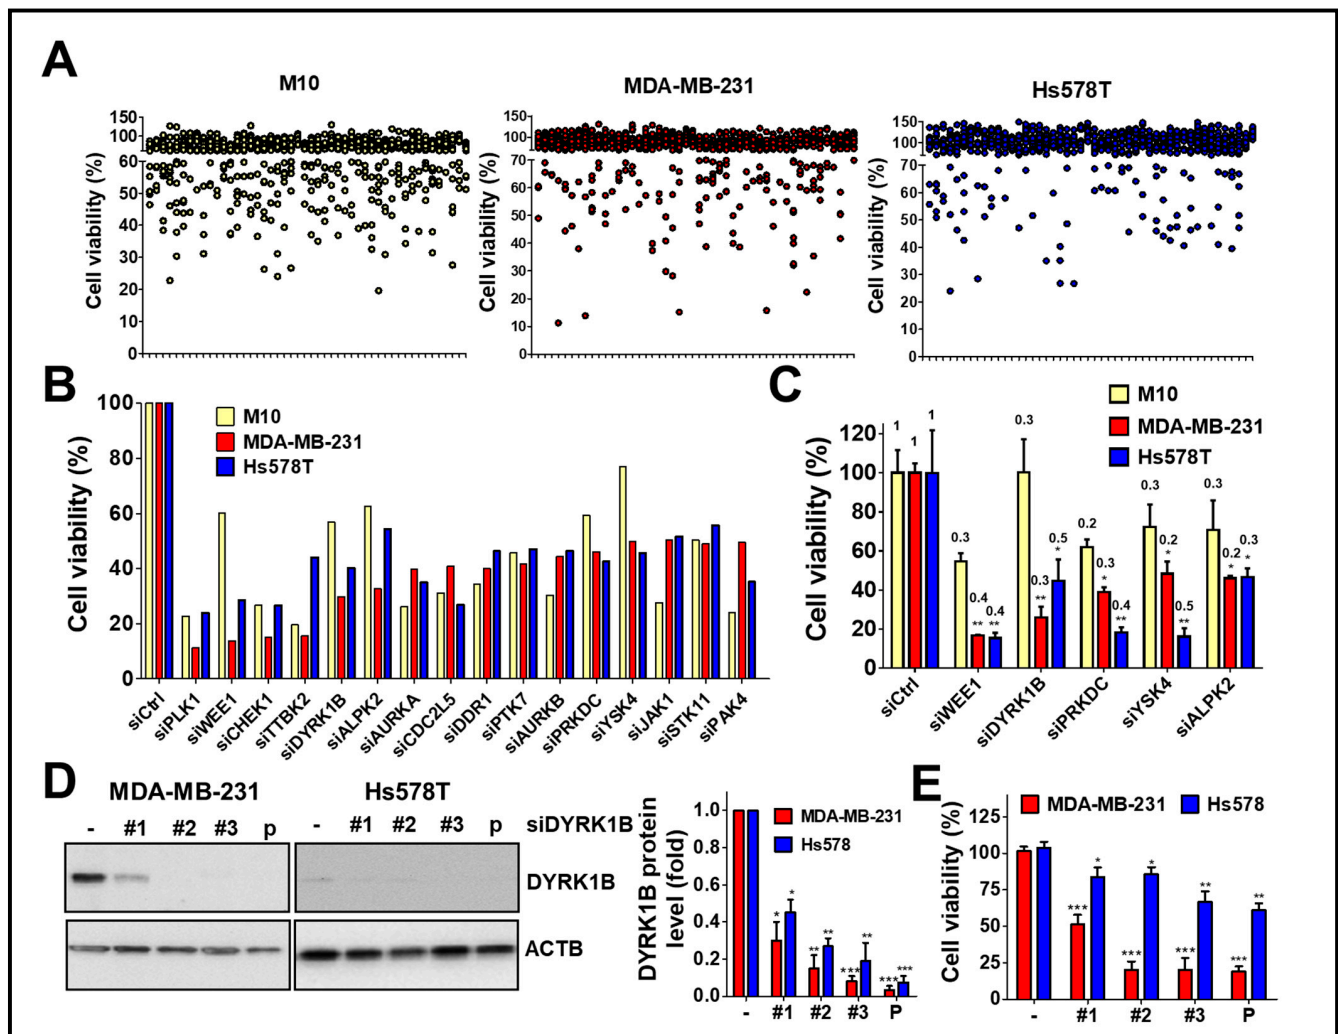 A
M10
MDA-MB-231
Hs578T
Cell viability (%)
150
100
60
50
40
30
20
10
0
Cell viability (%)
150
100
70
60
50
40
30
20
10
0
Cell viability (%)
150
100
70
60
50
40
30
20
10
0
B
Cell viability (%)
100
80
60
40
20
0
M10
MDA-MB-231
Hs578T
siCtrl
siPLK1
siWEE1
siCHEK1
siTTBK2
siDYRK1B
siALPK2
siAURKA
siCDC2L5
siDDR1
siPTK7
siAURKB
siPRKDC
siYSK4
siJAK1
siSTK11
siPAK4
C
Cell viability (%)
120
100
80
60
40
20
0
M10
MDA-MB-231
Hs578T
1 1 1
0.3 0.4 ** 0.4 **
0.3 0.3 ** 0.5 *
0.2 0.3 * 0.4 **
0.3 0.2 * 0.5 **
0.3 0.2 * 0.3 *
siCtrl
siWEE1
siDYRK1B
siPRKDC
siYSK4
siALPK2
D
MDA-MB-231
Hs578T
- #1 #2 #3 p
- #1 #2 #3 p
siDYRK1B
DYRK1B
ACTB
DYRK1B protein
level (fold)
1.0
0.8
0.6
0.4
0.2
0.0
MDA-MB-231
Hs578
* *
** **
*** **
*** ***
- #1 #2 #3 P
E
Cell viability (%)
125
100
75
50
25
0
MDA-MB-231
Hs578
*** *
*** *
*** **
*** **
- #1 #2 #3 P